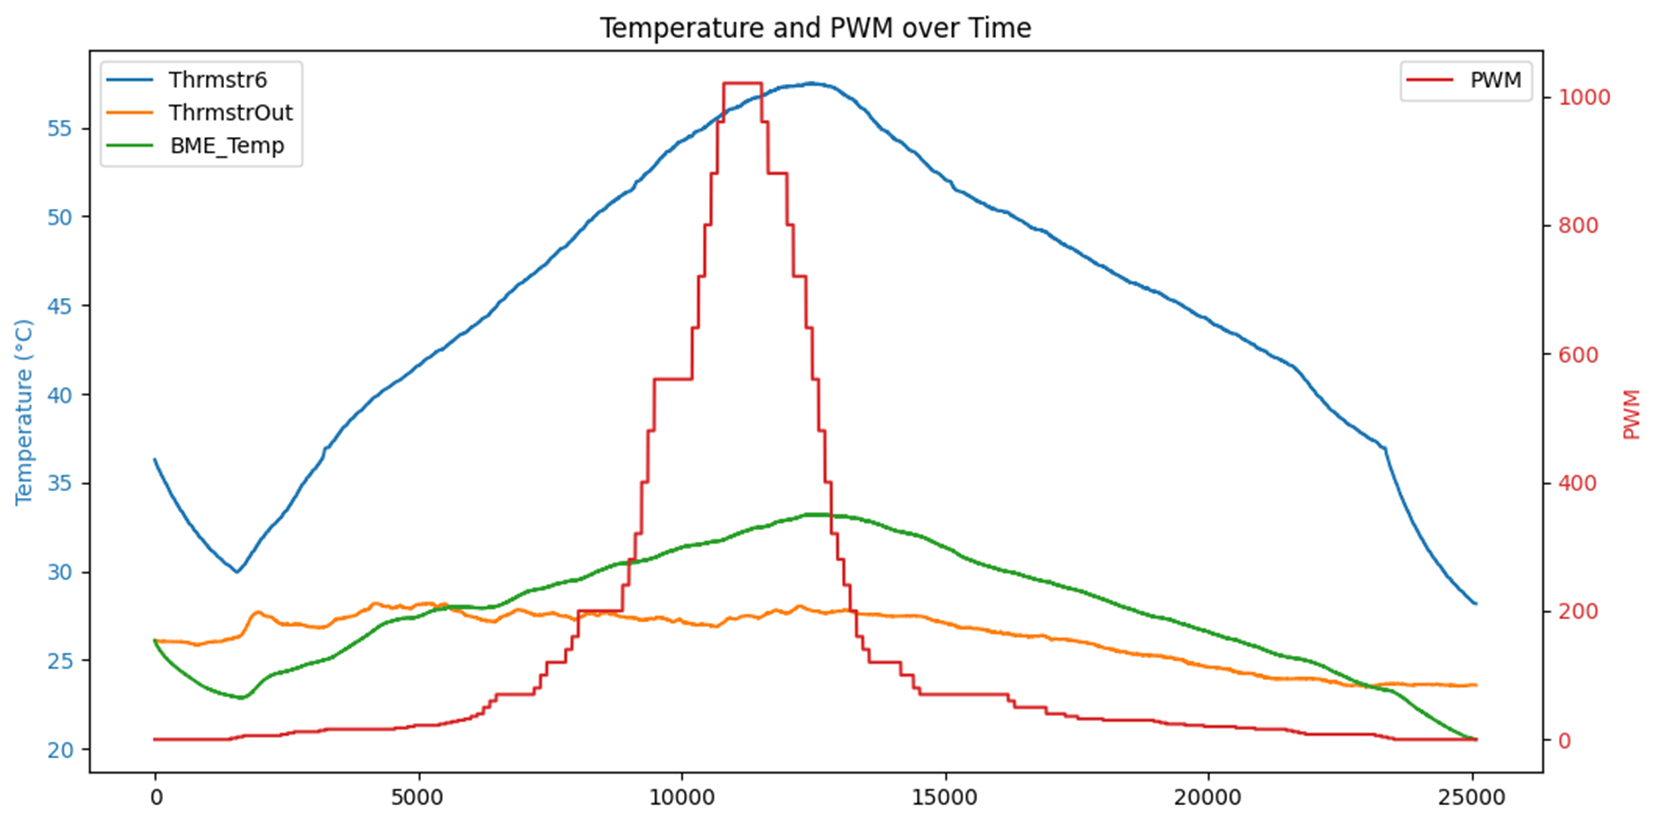 Temperature and PWM over Time
Thrmstr6
ThrmstrOut
BME_Temp
PWM
Temperature (°C)
55
50
45
40
35
30
25
20
1000
800
600
400
200
0
PWM
0
5000
10000
15000
20000
25000